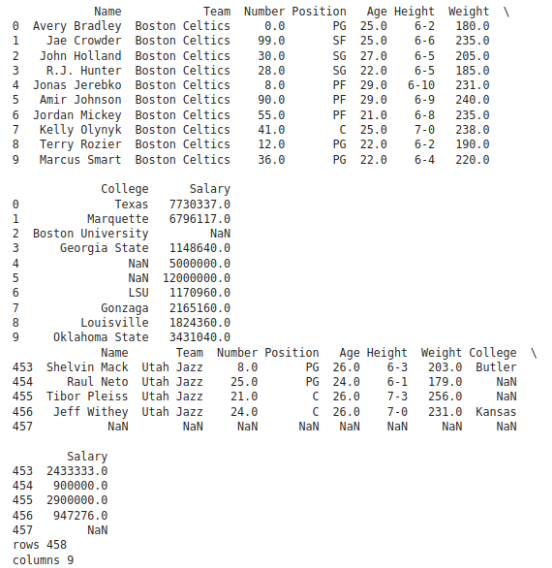 Name            Team  Number Position   Age Height  Weight  \
0  Avery Bradley  Boston Celtics     0.0       PG  25.0    6-2   180.0
1    Jae Crowder  Boston Celtics    99.0       SF  25.0    6-6   235.0
2   John Holland  Boston Celtics    30.0       SG  27.0    6-5   205.0
3    R.J. Hunter  Boston Celtics    28.0       SG  22.0    6-5   185.0
4  Jonas Jerebko  Boston Celtics     8.0       PF  29.0   6-10   231.0
5   Amir Johnson  Boston Celtics    90.0       PF  29.0    6-9   240.0
6  Jordan Mickey  Boston Celtics    55.0       PF  21.0    6-8   235.0
7   Kelly Olynyk  Boston Celtics    41.0        C  25.0    7-0   238.0
8   Terry Rozier  Boston Celtics    12.0       PG  22.0    6-2   190.0
9   Marcus Smart  Boston Celtics    36.0       PG  22.0    6-4   220.0
             College      Salary
0              Texas   7730337.0
1          Marquette   6796117.0
2  Boston University         NaN
3      Georgia State   1148640.0
4                NaN   5000000.0
5                NaN  12000000.0
6                LSU   1170960.0
7            Gonzaga   2165160.0
8         Louisville   1824360.0
9     Oklahoma State   3431040.0
             Name       Team  Number Position   Age Height  Weight College  \
453  Shelvin Mack  Utah Jazz     8.0       PG  26.0    6-3   203.0  Butler
454     Raul Neto  Utah Jazz    25.0       PG  24.0    6-1   179.0     NaN
455  Tibor Pleiss  Utah Jazz    21.0        C  26.0    7-3   256.0     NaN
456   Jeff Withey  Utah Jazz    24.0        C  26.0    7-0   231.0  Kansas
457           NaN        NaN     NaN      NaN   NaN    NaN     NaN     NaN
        Salary
453  2433333.0
454   900000.0
455  2900000.0
456   947276.0
457        NaN
rows 458
columns 9